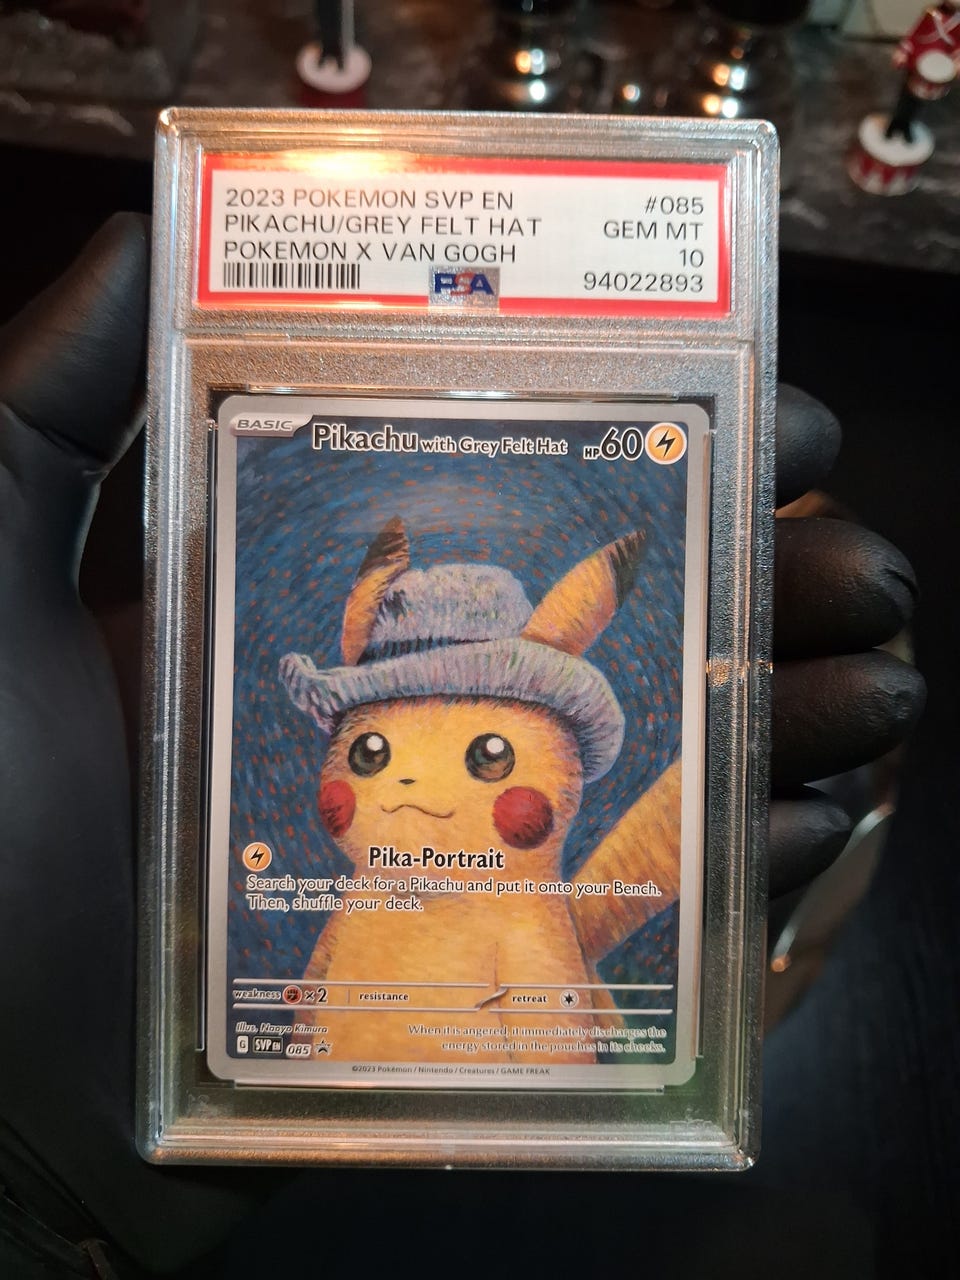 2023 POKEMON SVP EN #085
PIKACHU/GREY FELT HAT GEM MT
POKEMON X VAN GOGH 10
PSA 94022893
BASIC Pikachu with Grey Felt Hat HP 60
Pika-Portrait
Search your deck for a Pikachu and put it onto your Bench.
Then, shuffle your deck.
weakness ×2 resistance retreat
Illus. Naoyo Kimura
When it is angered, it immediately discharges the
energy stored in the pouches in its cheeks.
G SVP EN 085
©2023 Pokémon / Nintendo / Creatures / GAME FREAK